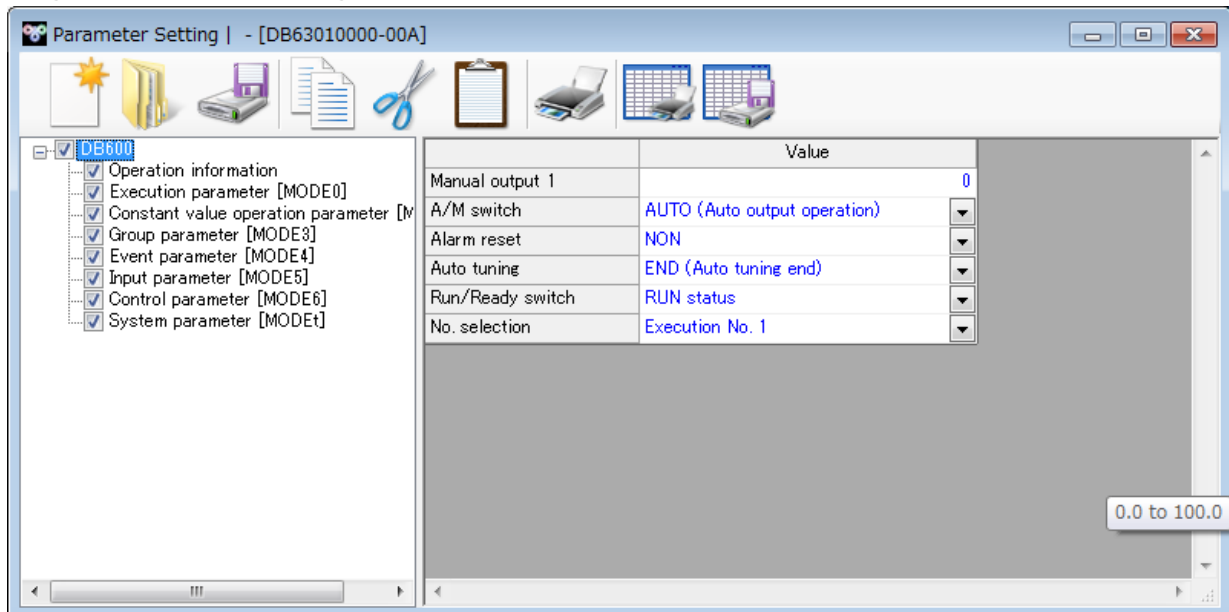 Parameter Setting | - [DB63010000-00A]
DB600
Operation information
Execution parameter [MODE0]
Constant value operation parameter [M
Group parameter [MODE3]
Event parameter [MODE4]
Input parameter [MODE5]
Control parameter [MODE6]
System parameter [MODEt]
Value
Manual output 1 0
A/M switch AUTO (Auto output operation)
Alarm reset NON
Auto tuning END (Auto tuning end)
Run/Ready switch RUN status
No. selection Execution No. 1
0.0 to 100.0